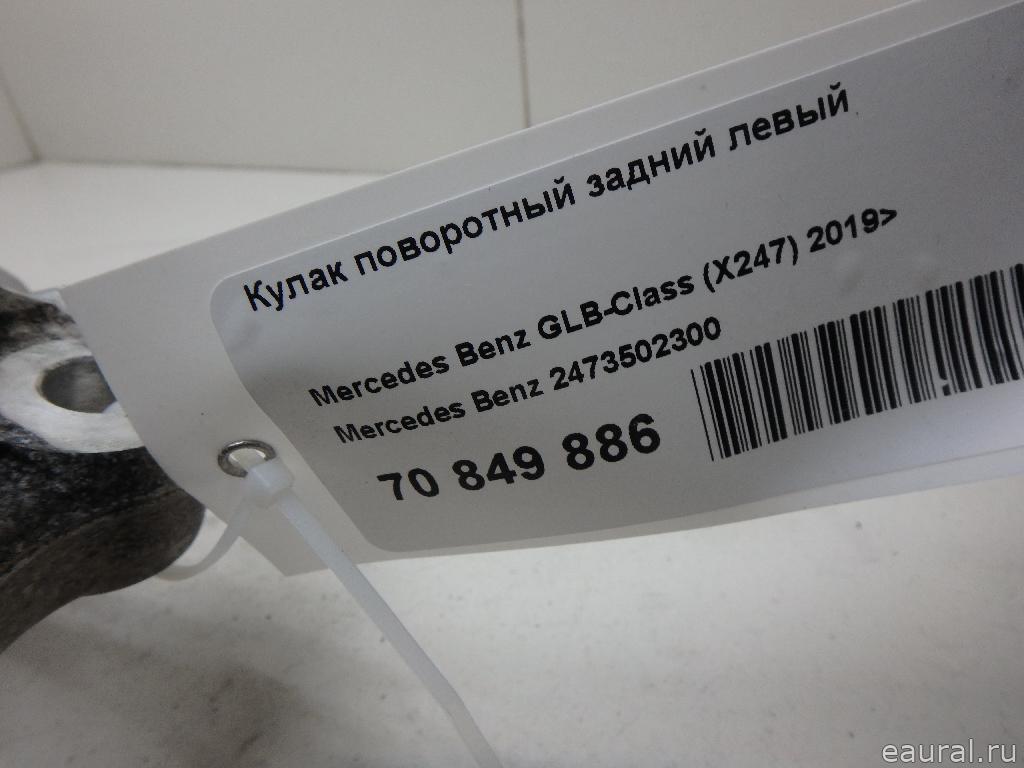 Кулак поворотный задний левый
Mercedes Benz GLB-Class (X247) 2019>
Mercedes Benz 2473502300
70 849 886
eaural.ru